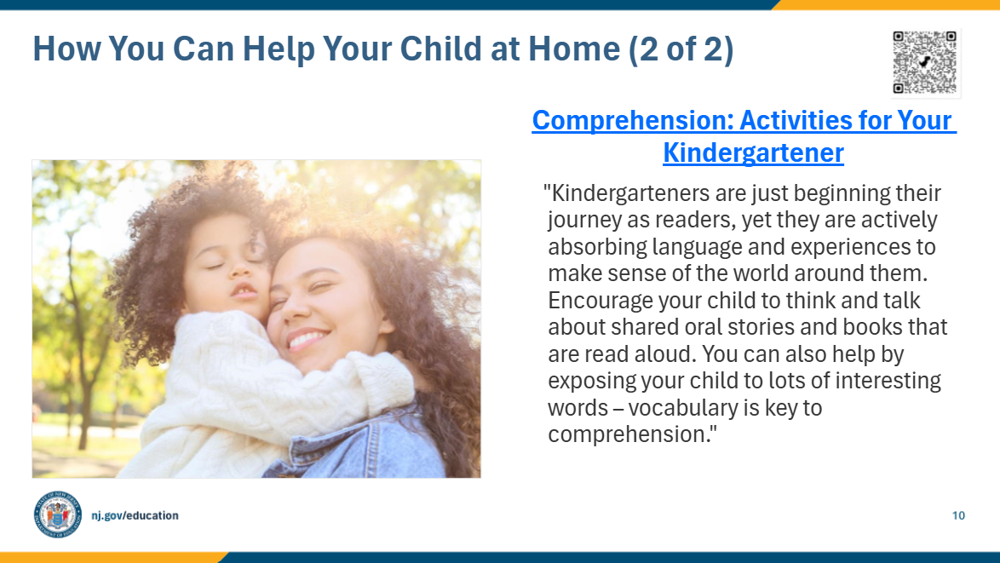 How You Can Help Your Child at Home (2 of 2)
Comprehension: Activities for Your
Kindergartener
"Kindergarteners are just beginning their
journey as readers, yet they are actively
absorbing language and experiences to
make sense of the world around them.
Encourage your child to think and talk
about shared oral stories and books that
are read aloud. You can also help by
exposing your child to lots of interesting
words – vocabulary is key to
comprehension."
nj.gov/education
10